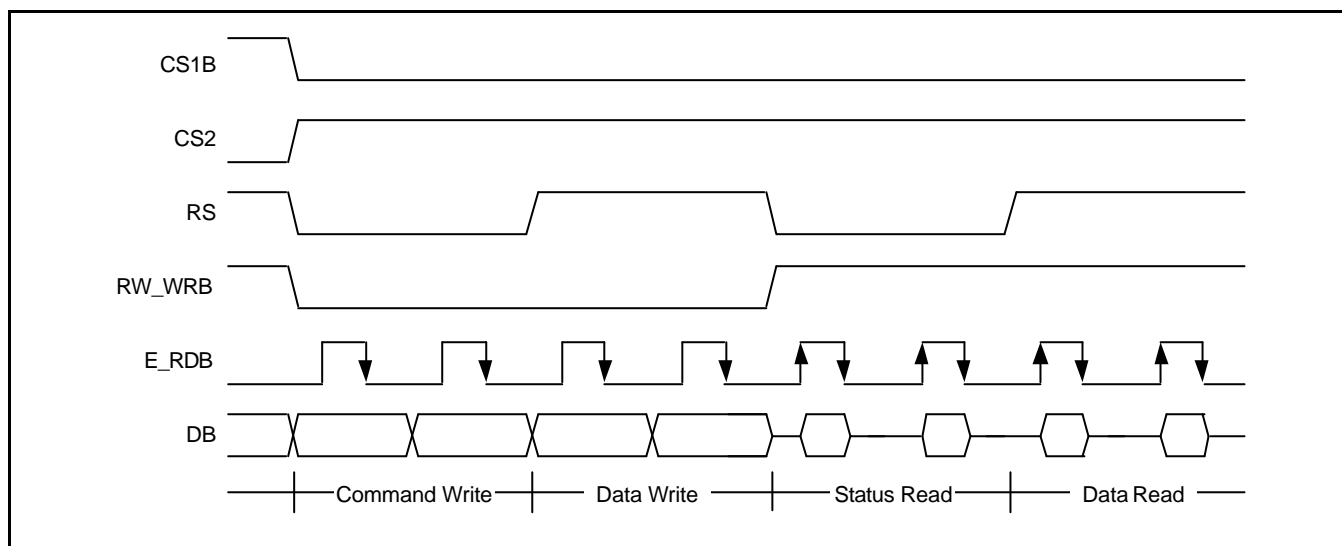 CS1B
CS2
RS
RW_WRB
E_RDB
DB
Command Write
Data Write
Status Read
Data Read